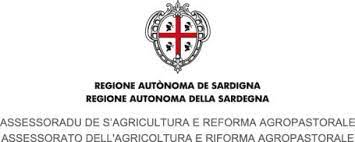 REGIONE AUTÒNOMA DE SARDIGNA
REGIONE AUTONOMA DELLA SARDEGNA
ASSESSORADU DE S'AGRICULTURA E REFORMA AGROPASTORALE
ASSESSORATO DELL'AGRICOLTURA E RIFORMA AGROPASTORALE